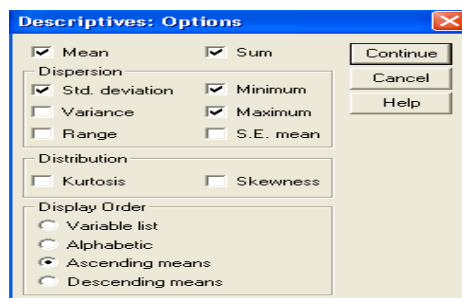 Descriptives: Options
Mean Sum Continue
Dispersion Cancel
Std. deviation Minimum
Variance Maximum Help
Range S.E. mean
Distribution
Kurtosis Skewness
Display Order
Variable list
Alphabetic
Ascending means
Descending means